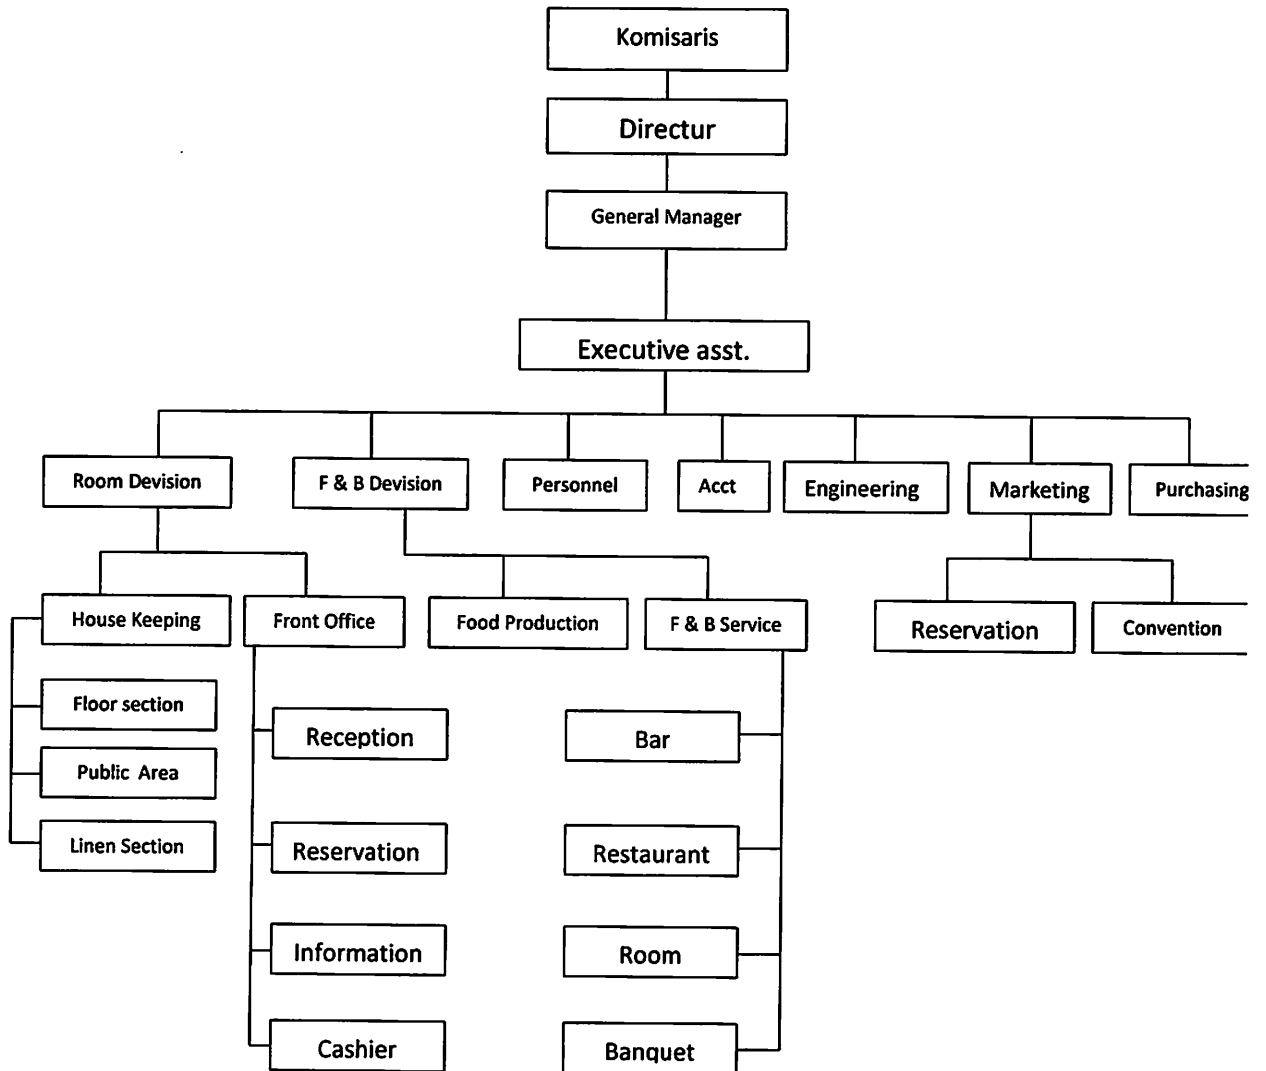 Komisaris
Directur
General Manager
Executive asst.
Room Devision
F & B Devision
Personnel
Acct
Engineering
Marketing
Purchasing
House Keeping
Front Office
Food Production
F & B Service
Reservation
Convention
Floor section
Public Area
Linen Section
Reception
Reservation
Information
Cashier
Bar
Restaurant
Room
Banquet